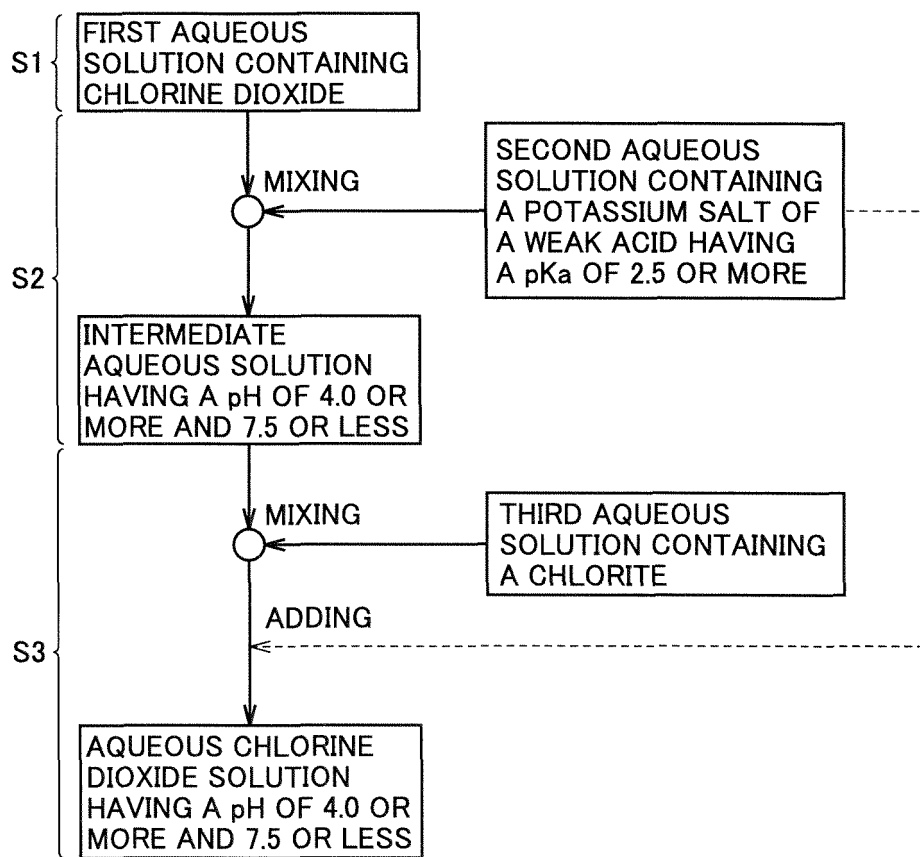 S1
FIRST AQUEOUS
SOLUTION CONTAINING
CHLORINE DIOXIDE
S2
MIXING
SECOND AQUEOUS
SOLUTION CONTAINING
A POTASSIUM SALT OF
A WEAK ACID HAVING
A pKa OF 2.5 OR MORE
INTERMEDIATE
AQUEOUS SOLUTION
HAVING A pH OF 4.0 OR
MORE AND 7.5 OR LESS
S3
MIXING
THIRD AQUEOUS
SOLUTION CONTAINING
A CHLORITE
ADDING
AQUEOUS CHLORINE
DIOXIDE SOLUTION
HAVING A pH OF 4.0 OR
MORE AND 7.5 OR LESS